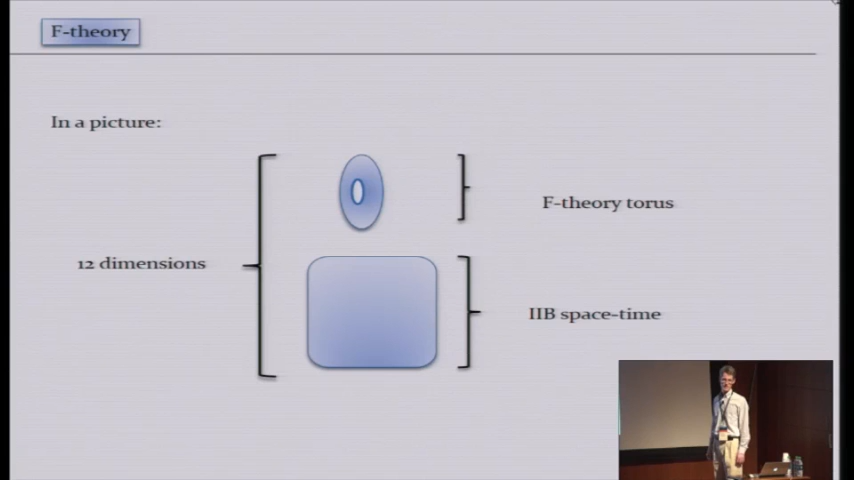 F-theory
In a picture:
F-theory torus
12 dimensions
IIB space-time